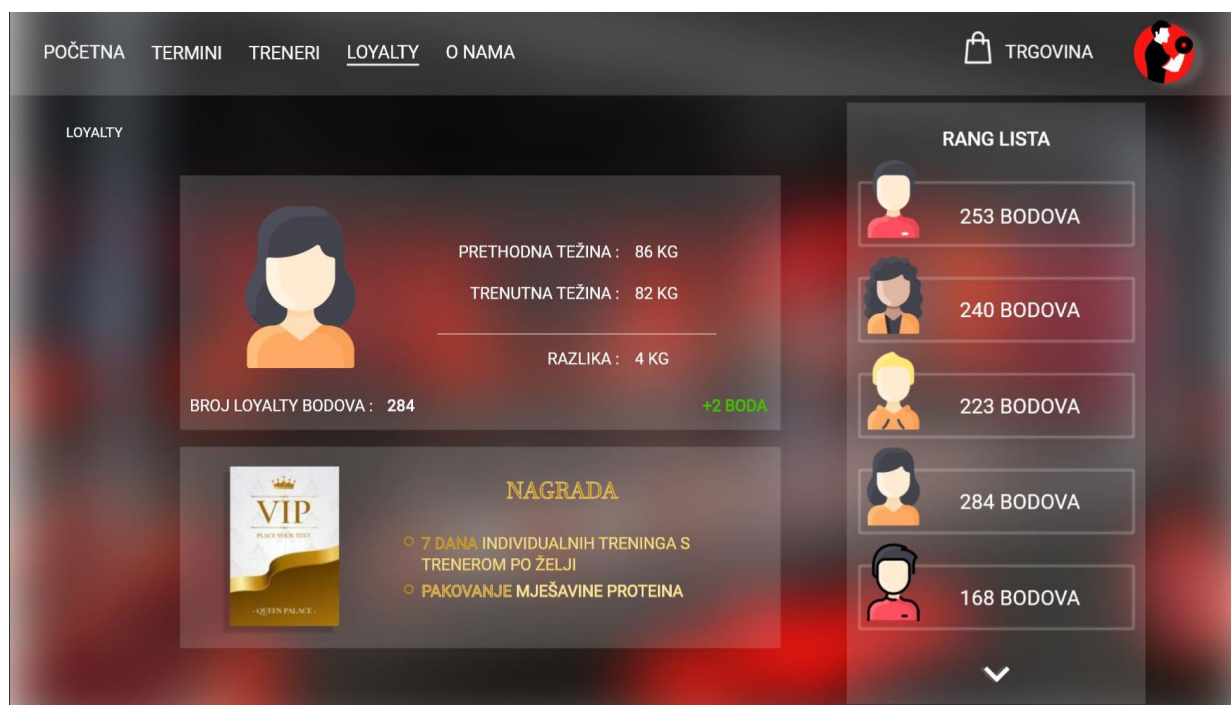 POČETNA TERMINI TRENERI LOYALTY O NAMA TRGOVINA
LOYALTY
PRETHODNA TEŽINA : 86 KG
TRENUTNA TEŽINA : 82 KG
RAZLIKA : 4 KG
BROJ LOYALTY BODOVA : 284 +2 BODA
VIP
PLACE YOUR TEXT
- QUEEN PALACE -
NAGRADA
7 DANA INDIVIDUALNIH TRENINGA S
TRENEROM PO ŽELJI
PAKOVANJE MJEŠAVINE PROTEINA
RANG LISTA
253 BODOVA
240 BODOVA
223 BODOVA
284 BODOVA
168 BODOVA